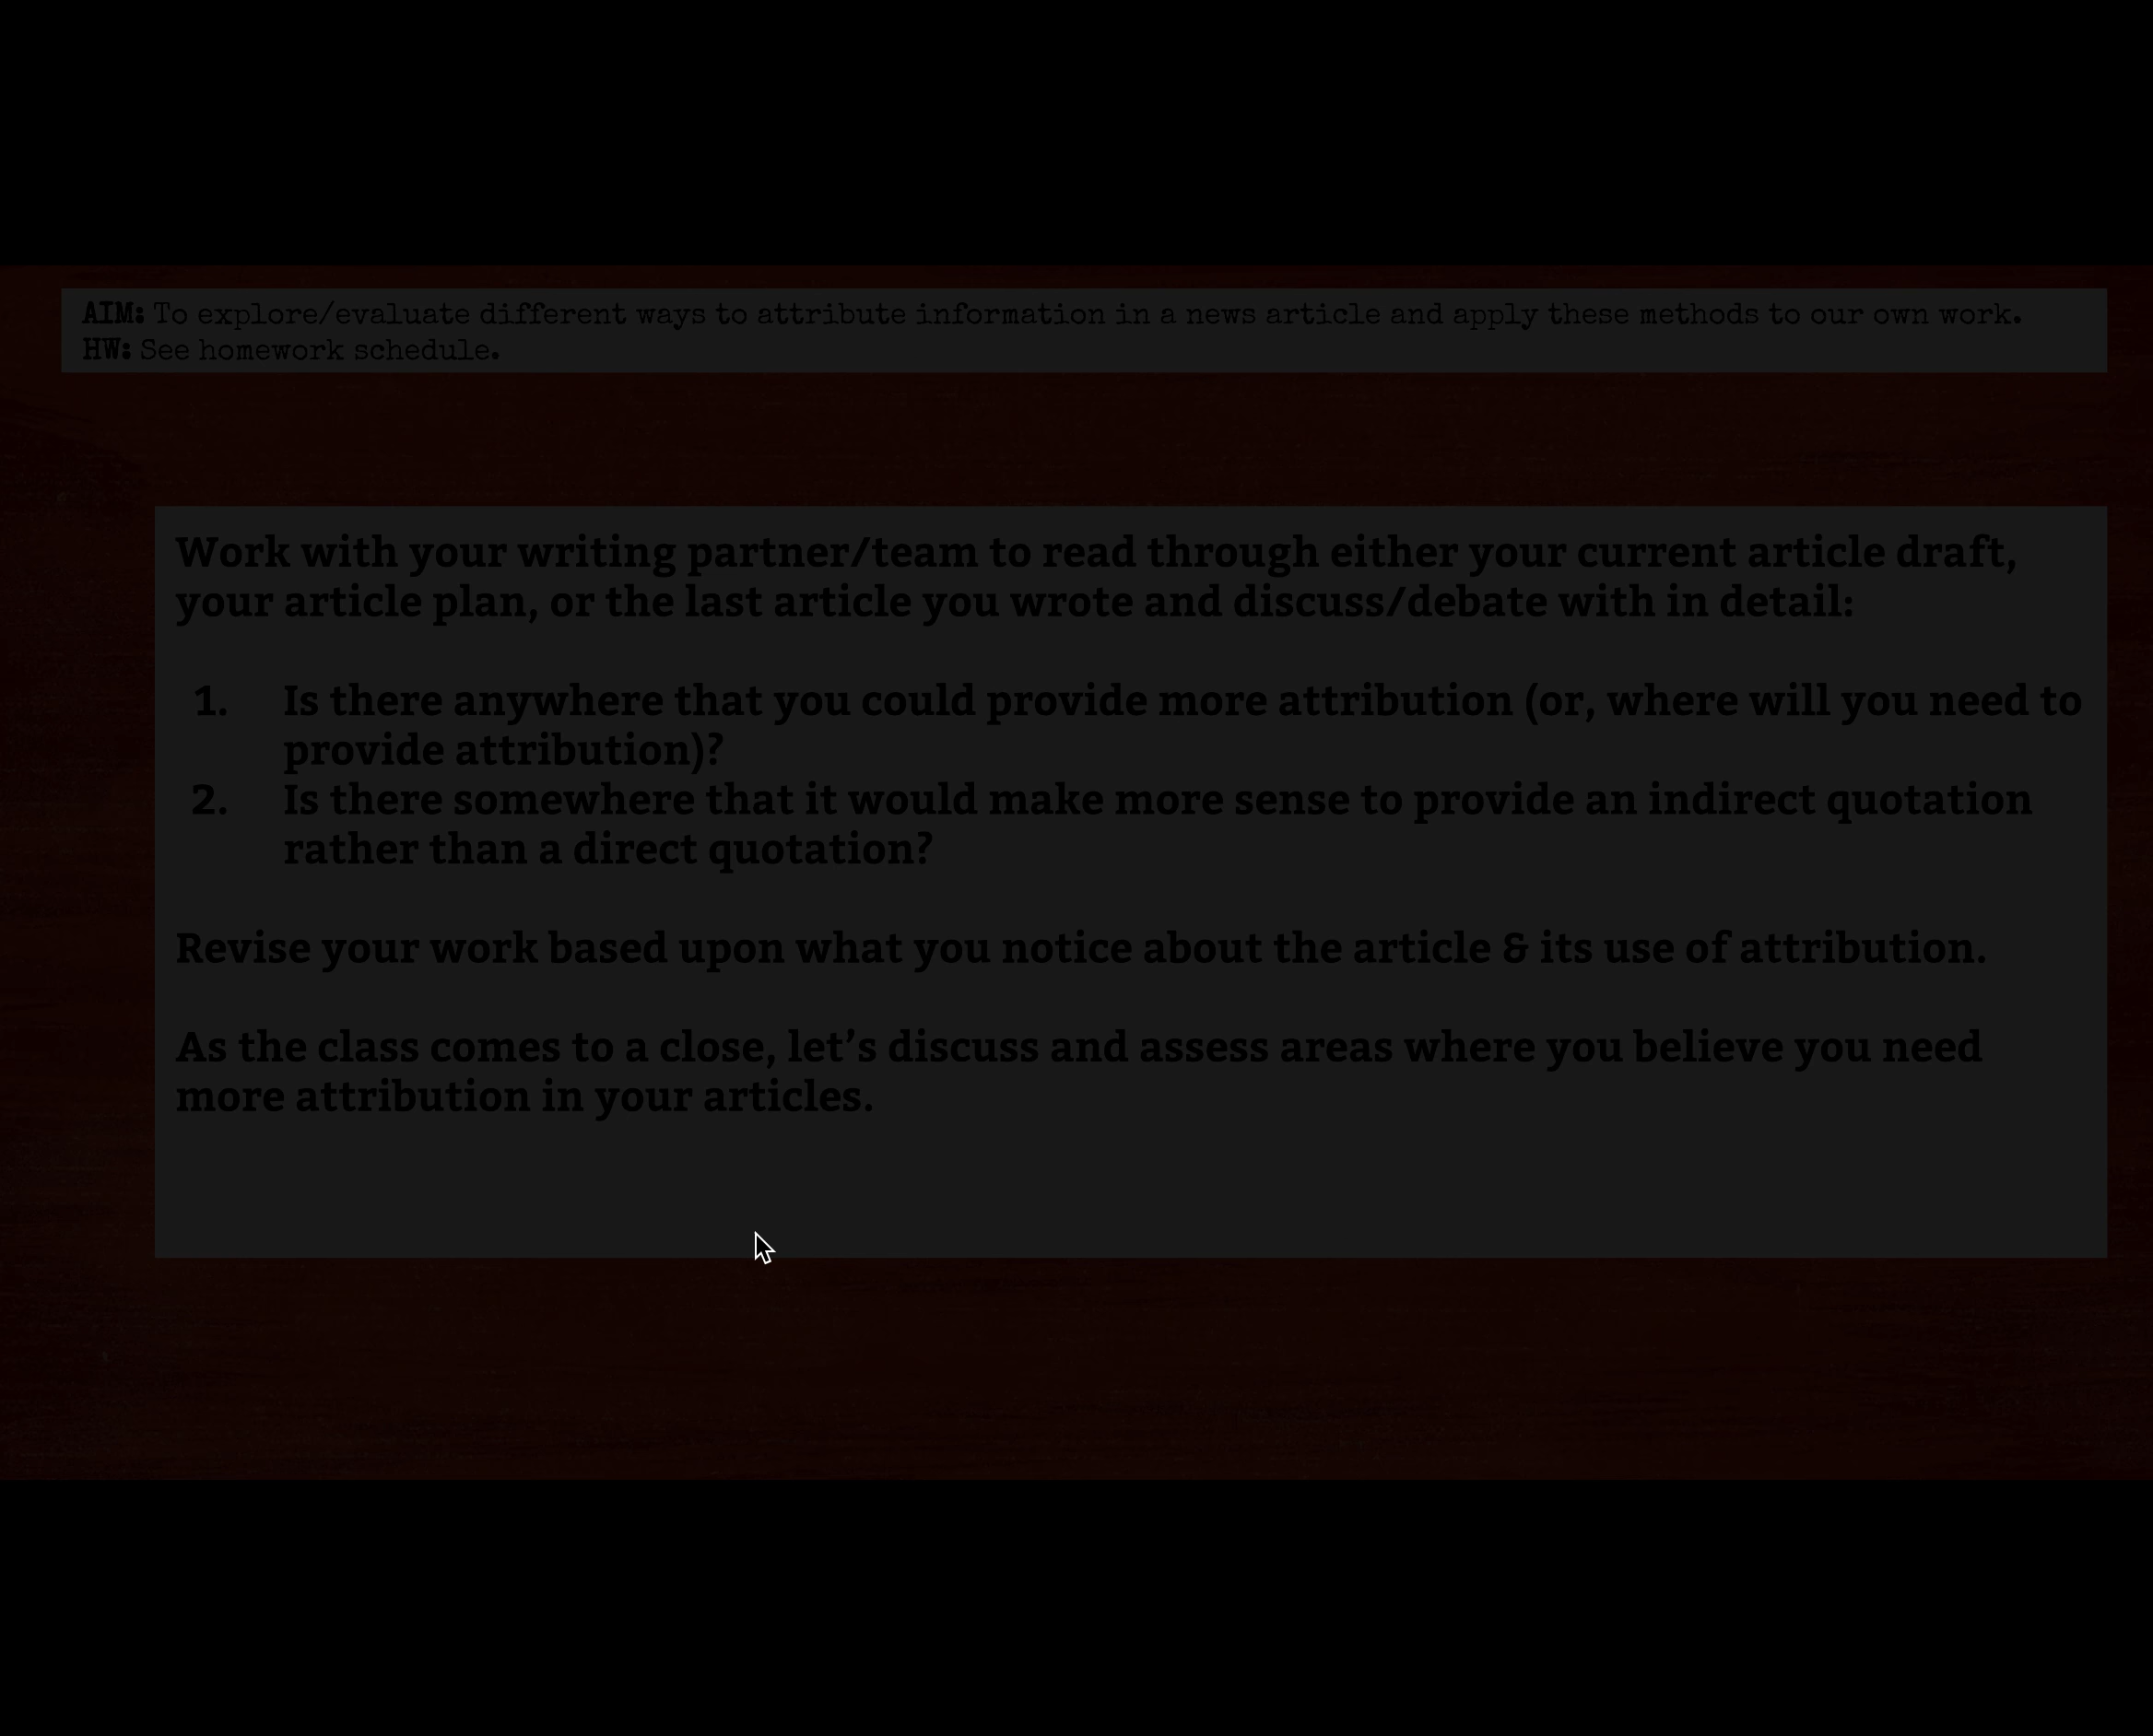 AIM: To explore/evaluate different ways to attribute information in a news article and apply these methods to our own work.
HW: See homework schedule.
Work with your writing partner/team to read through either your current article draft,
your article plan, or the last article you wrote and discuss/debate with in detail:
1. Is there anywhere that you could provide more attribution (or, where will you need to
provide attribution)?
2. Is there somewhere that it would make more sense to provide an indirect quotation
rather than a direct quotation?
Revise your work based upon what you notice about the article & its use of attribution.
As the class comes to a close, let’s discuss and assess areas where you believe you need
more attribution in your articles.